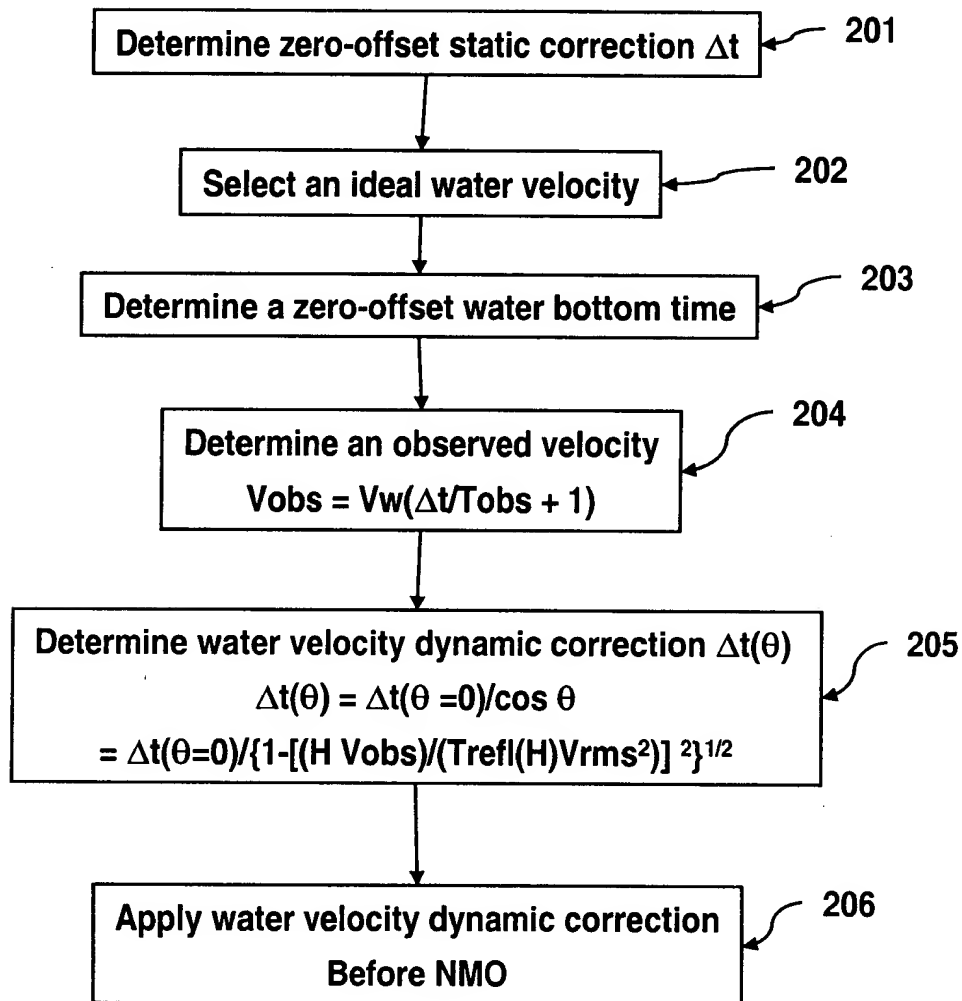 Determine zero-offset static correction Δt
201
Select an ideal water velocity
202
Determine a zero-offset water bottom time
203
Determine an observed velocity
Vobs = Vw(Δt/Tobs + 1)
204
Determine water velocity dynamic correction Δt(θ)
Δt(θ) = Δt(θ =0)/cos θ
= Δt(θ=0)/{1-[(H Vobs)/(Trefl(H)Vrms²)] ²}¹/²
205
Apply water velocity dynamic correction
Before NMO
206